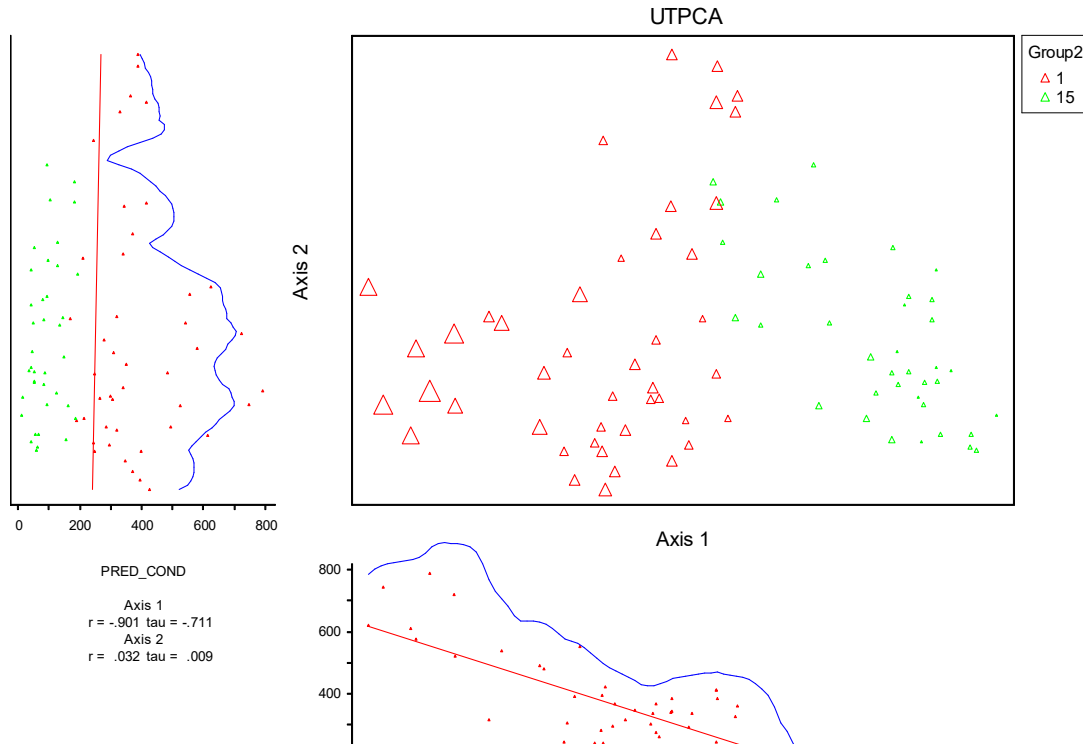 UTPCA
Group2
1
15
Axis 2
0 200 400 600 800
Axis 1
PRED_COND
Axis 1
r = -.901 tau = -.711
Axis 2
r = .032 tau = .009
800
600
400